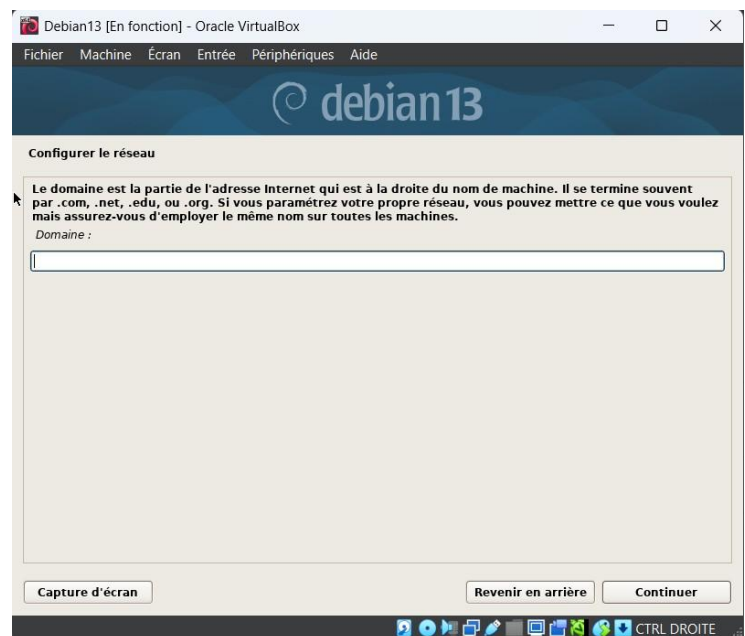 Debian13 [En fonction] - Oracle VirtualBox
Fichier Machine Écran Entrée Périphériques Aide
debian 13
Configurer le réseau
Le domaine est la partie de l'adresse Internet qui est à la droite du nom de machine. Il se termine souvent
par .com, .net, .edu, ou .org. Si vous paramétrez votre propre réseau, vous pouvez mettre ce que vous voulez
mais assurez-vous d'employer le même nom sur toutes les machines.
Domaine :
Capture d'écran Revenir en arrière Continuer
CTRL DROITE